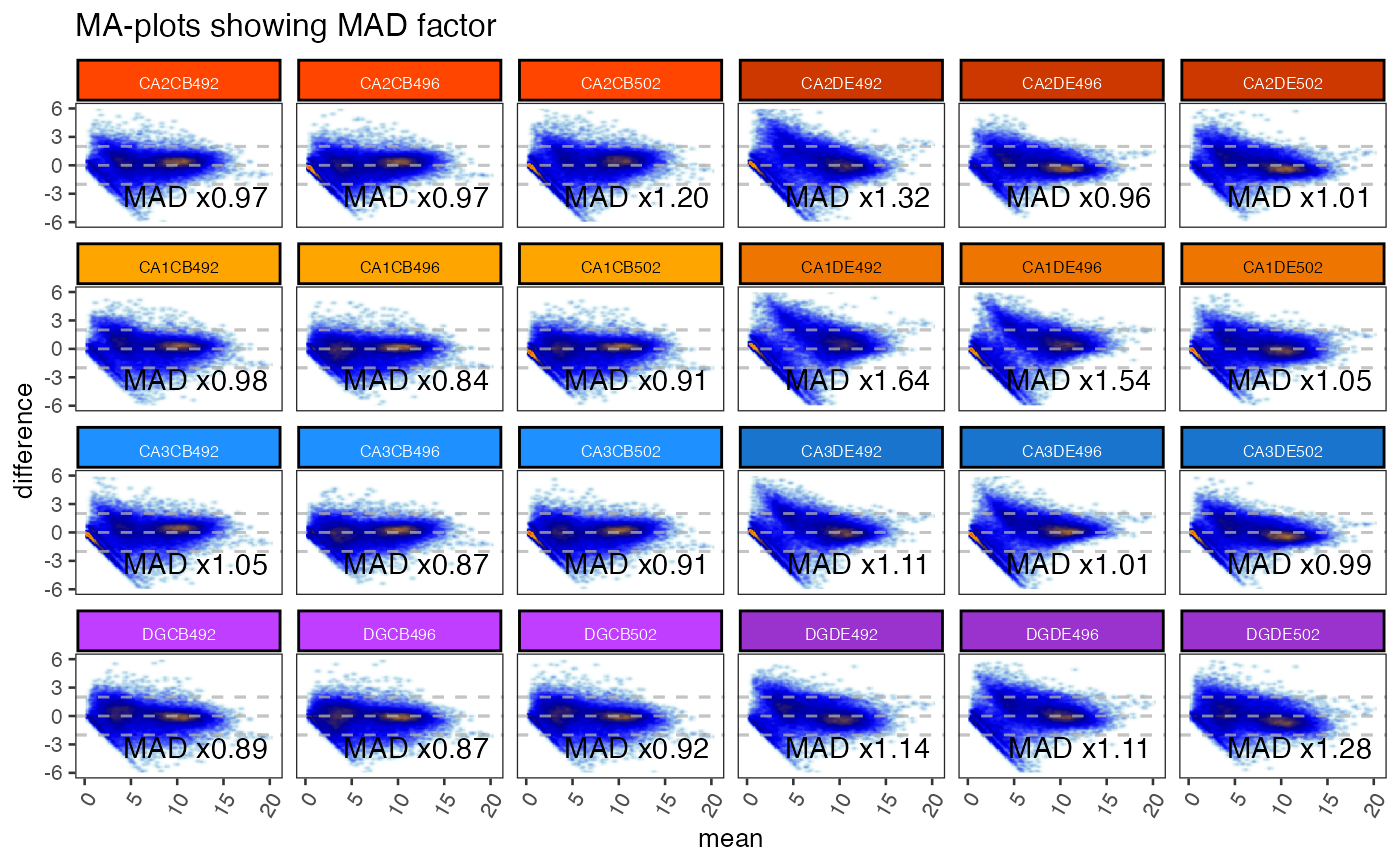 MA-plots showing MAD factor
CA2CB492 CA2CB496 CA2CB502 CA2DE492 CA2DE496 CA2DE502
6
3
0
-3
-6
MAD x0.97 MAD x0.97 MAD x1.20 MAD x1.32 MAD x0.96 MAD x1.01
CA1CB492 CA1CB496 CA1CB502 CA1DE492 CA1DE496 CA1DE502
6
3
0
-3
-6
MAD x0.98 MAD x0.84 MAD x0.91 MAD x1.64 MAD x1.54 MAD x1.05
difference
CA3CB492 CA3CB496 CA3CB502 CA3DE492 CA3DE496 CA3DE502
6
3
0
-3
-6
MAD x1.05 MAD x0.87 MAD x0.91 MAD x1.11 MAD x1.01 MAD x0.99
DGCB492 DGCB496 DGCB502 DGDE492 DGDE496 DGDE502
6
3
0
-3
-6
MAD x0.89 MAD x0.87 MAD x0.92 MAD x1.14 MAD x1.11 MAD x1.28
0 5 10 15 20 0 5 10 15 20 0 5 10 15 20 0 5 10 15 20 0 5 10 15 20 0 5 10 15 20
mean